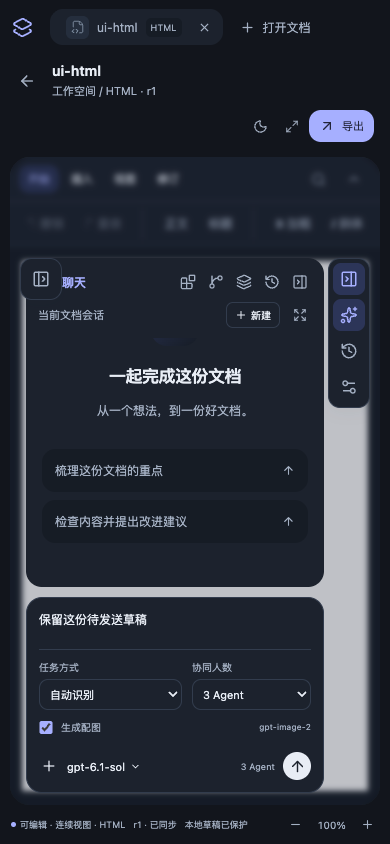 ui-html HTML
打开文档
ui-html
工作空间 / HTML · r1
导出
聊天
当前文档会话
新建
一起完成这份文档
从一个想法，到一份好文档。
梳理这份文档的重点
检查内容并提出改进建议
保留这份待发送草稿
任务方式
协同人数
自动识别
3 Agent
生成配图
gpt-image-2
gpt-6.1-sol
3 Agent
可编辑 · 连续视图 · HTML r1 · 已同步 本地草稿已保护
100%